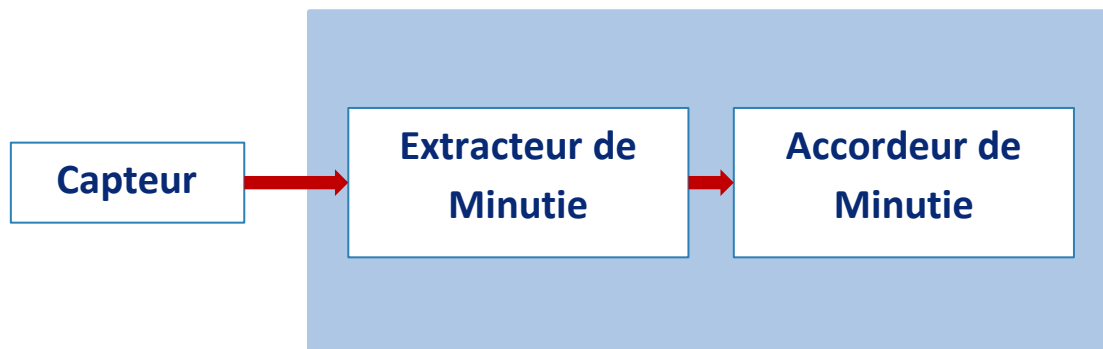 Capteur
Extracteur de
Minutie
Accordeur de
Minutie